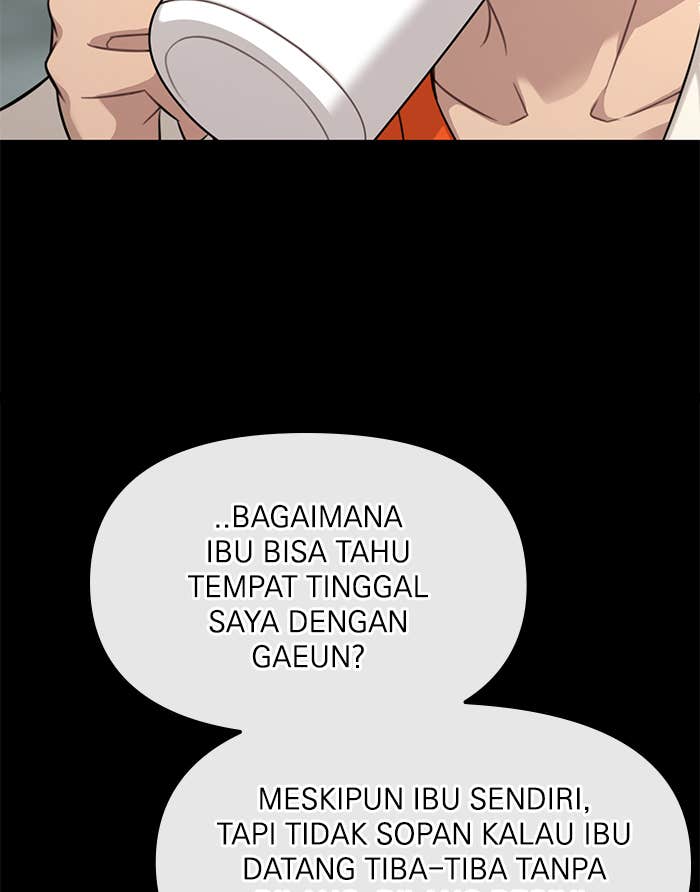 ..BAGAIMANA
IBU BISA TAHU
TEMPAT TINGGAL
SAYA DENGAN
GAEUN?
MESKIPUN IBU SENDIRI,
TAPI TIDAK SOPAN KALAU IBU
DATANG TIBA-TIBA TANPA